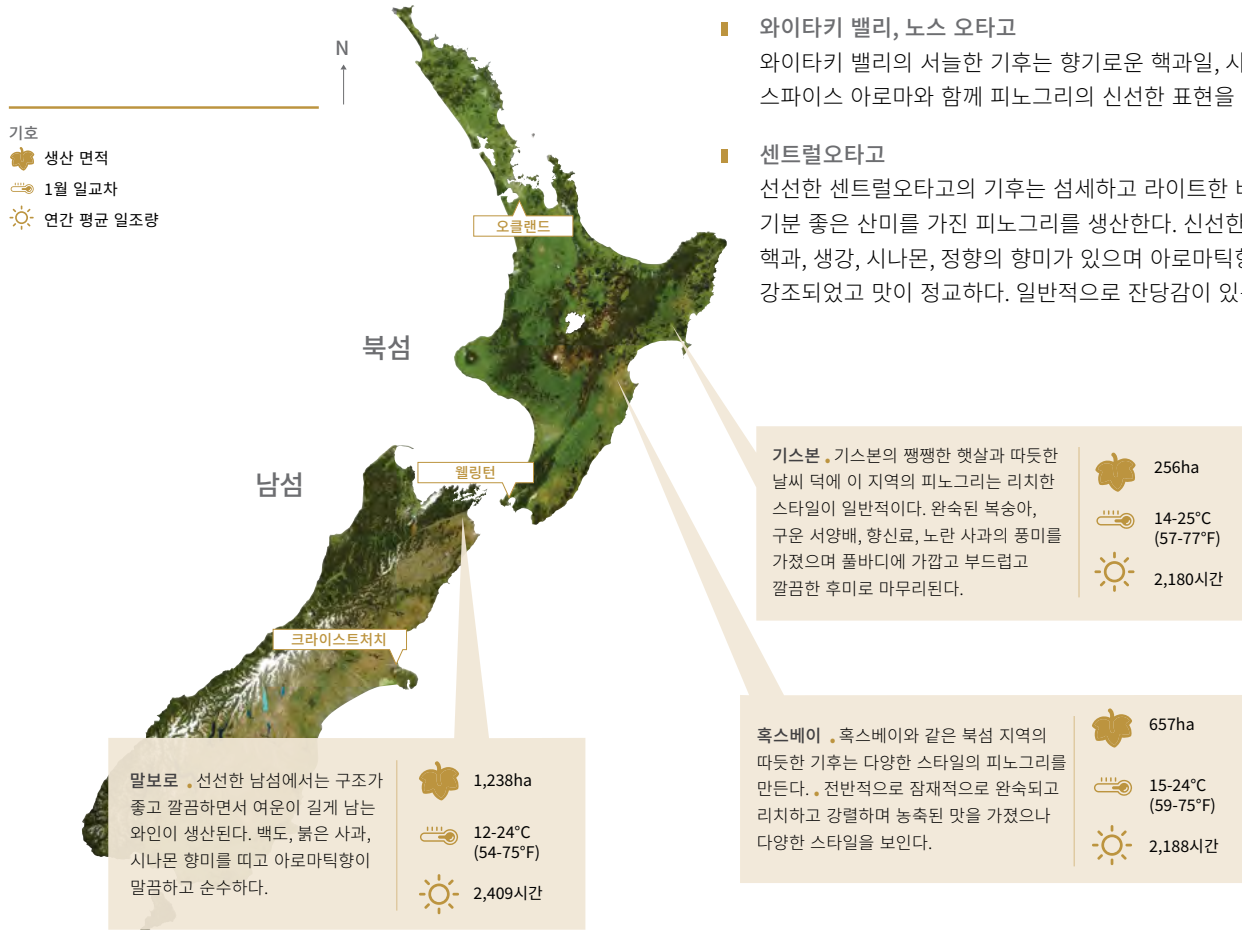 N
기호
생산 면적
1월 일교차
연간 평균 일조량
와이타키 밸리, 노스 오타고
와이타키 밸리의 서늘한 기후는 향기로운 핵과일,
스파이스 아로마와 함께 피노그리의 신선한 표현을
센트럴오타고
선선한 센트럴오타고의 기후는 섬세하고 라이트한
기분 좋은 산미를 가진 피노그리를 생산한다. 신선한
핵과, 생강, 시나몬, 정향의 향미가 있으며 아로마틱향
강조되었고 맛이 정교하다. 일반적으로 잔당감이
오클랜드
북섬
웰링턴
남섬
크라이스트처치
기스본 . 기스본의 쨍쨍한 햇살과 따듯한
날씨 덕에 이 지역의 피노그리는 리치한
스타일이 일반적이다. 완숙된 복숭아,
구운 서양배, 향신료, 노란 사과의 풍미를
가졌으며 풀바디에 가깝고 부드럽고
깔끔한 후미로 마무리된다.
256ha
14-25°C
(57-77°F)
2,180시간
혹스베이 . 혹스베이와 같은 북섬 지역의
따듯한 기후는 다양한 스타일의 피노그리를
만든다. . 전반적으로 잠재적으로 완숙되고
리치하고 강렬하며 농축된 맛을 가졌으나
다양한 스타일을 보인다.
657ha
15-24°C
(59-75°F)
2,188시간
말보로 . 선선한 남섬에서는 구조가
좋고 깔끔하면서 여운이 길게 남는
와인이 생산된다. 백도, 붉은 사과,
시나몬 향미를 띠고 아로마틱향이
말끔하고 순수하다.
1,238ha
12-24°C
(54-75°F)
2,409시간